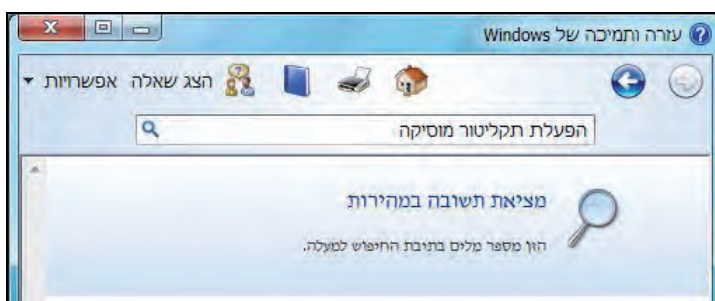 עזרה ותמיכה של Windows
הצג שאלה אפשרויות
הפעלת תקליטור מוסיקה
מציאת תשובה במהירות
הזן מספר מלים בתיבת החיפוש למעלה.